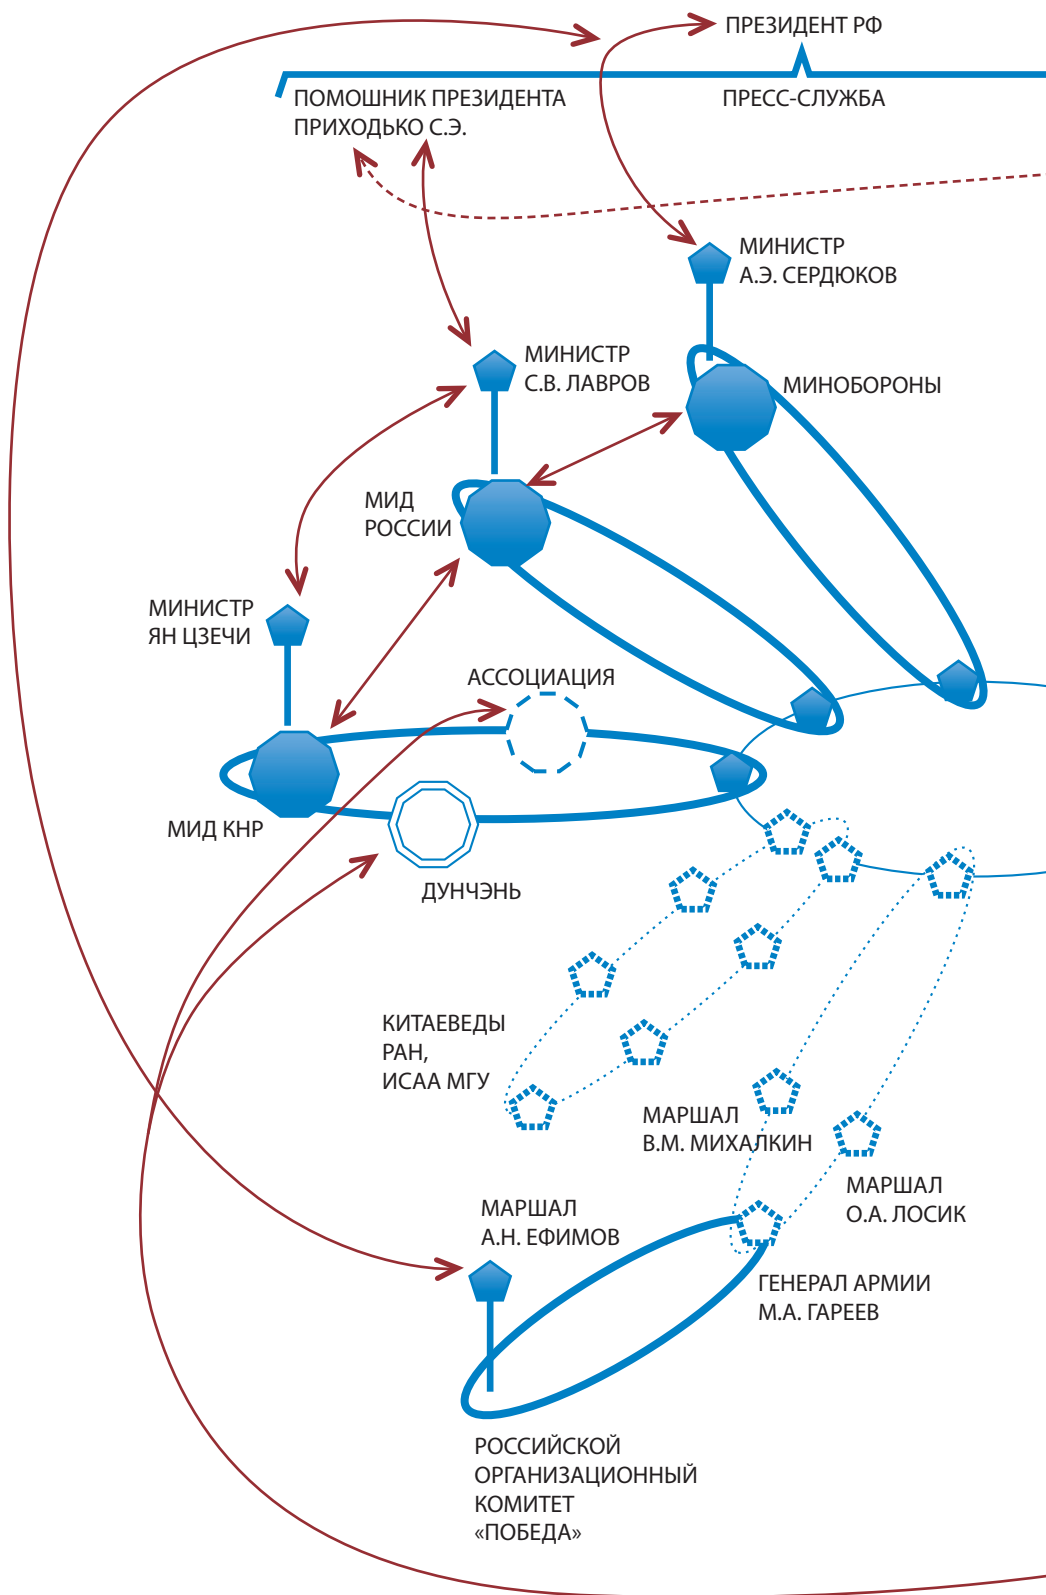 ПРЕЗИДЕНТ РФ
ПОМОШНИК ПРЕЗИДЕНТА
ПРИХОДЬКО С.Э.
ПРЕСС-СЛУЖБА
МИНИСТР
А.Э. СЕРДЮКОВ
МИНИСТР
С.В. ЛАВРОВ
МИНОБОРОНЫ
МИД
РОССИИ
МИНИСТР
ЯН ЦЗЕЧИ
АССОЦИАЦИЯ
МИД КНР
ДУНЧЭНЬ
КИТАЕВЕДЫ
РАН,
ИСАА МГУ
МАРШАЛ
В.М. МИХАЛКИН
МАРШАЛ
О.А. ЛОСИК
МАРШАЛ
А.Н. ЕФИМОВ
ГЕНЕРАЛ АРМИИ
М.А. ГАРЕЕВ
РОССИЙСКОЙ
ОРГАНИЗАЦИОННЫЙ
КОМИТЕТ
«ПОБЕДА»